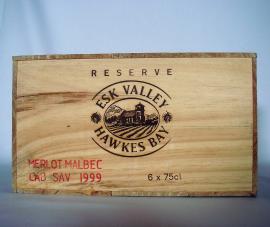 RESERVE
ESK VALLEY
HAWKES BAY
MERLOT MALBEC
CAB SAV 1999
6 x 75cl